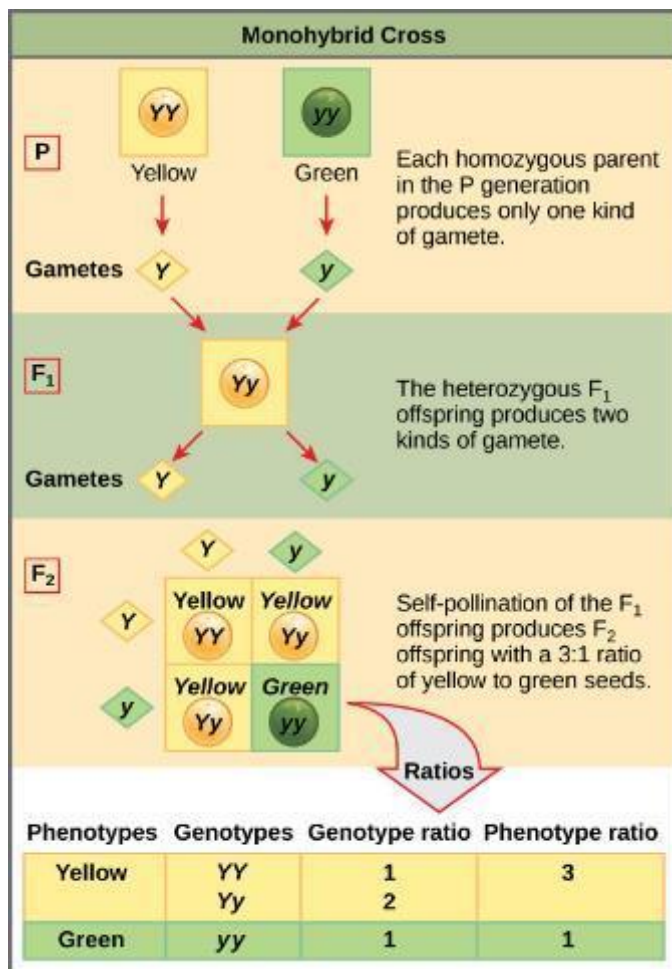 Monohybrid Cross
YY
yy
P
Yellow
Green
Each homozygous parent
in the P generation
produces only one kind
of gamete.
Gametes
Y
y
F₁
Yy
The heterozygous F₁
offspring produces two
kinds of gamete.
Gametes
Y
y
F₂
Y
y
Y
Yellow
YY
Yellow
Yy
y
Yellow
Yy
Green
yy
Self-pollination of the F₁
offspring produces F₂
offspring with a 3:1 ratio
of yellow to green seeds.
Ratios
Phenotypes Genotypes Genotype ratio Phenotype ratio
Yellow YY 1 3
Yy 2
Green yy 1 1